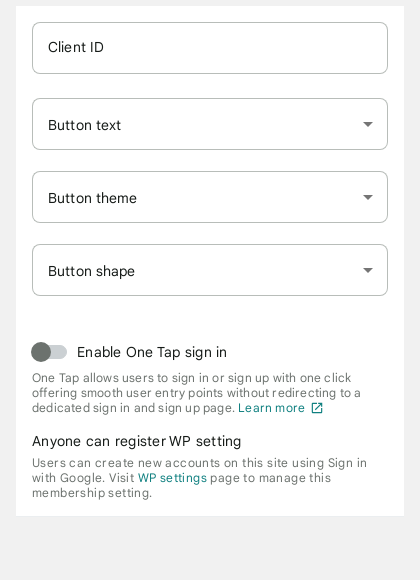 Client ID
Button text
Button theme
Button shape
Enable One Tap sign in
One Tap allows users to sign in or sign up with one click
offering smooth user entry points without redirecting to a
dedicated sign in and sign up page. Learn more
Anyone can register WP setting
Users can create new accounts on this site using Sign in
with Google. Visit WP settings page to manage this
membership setting.